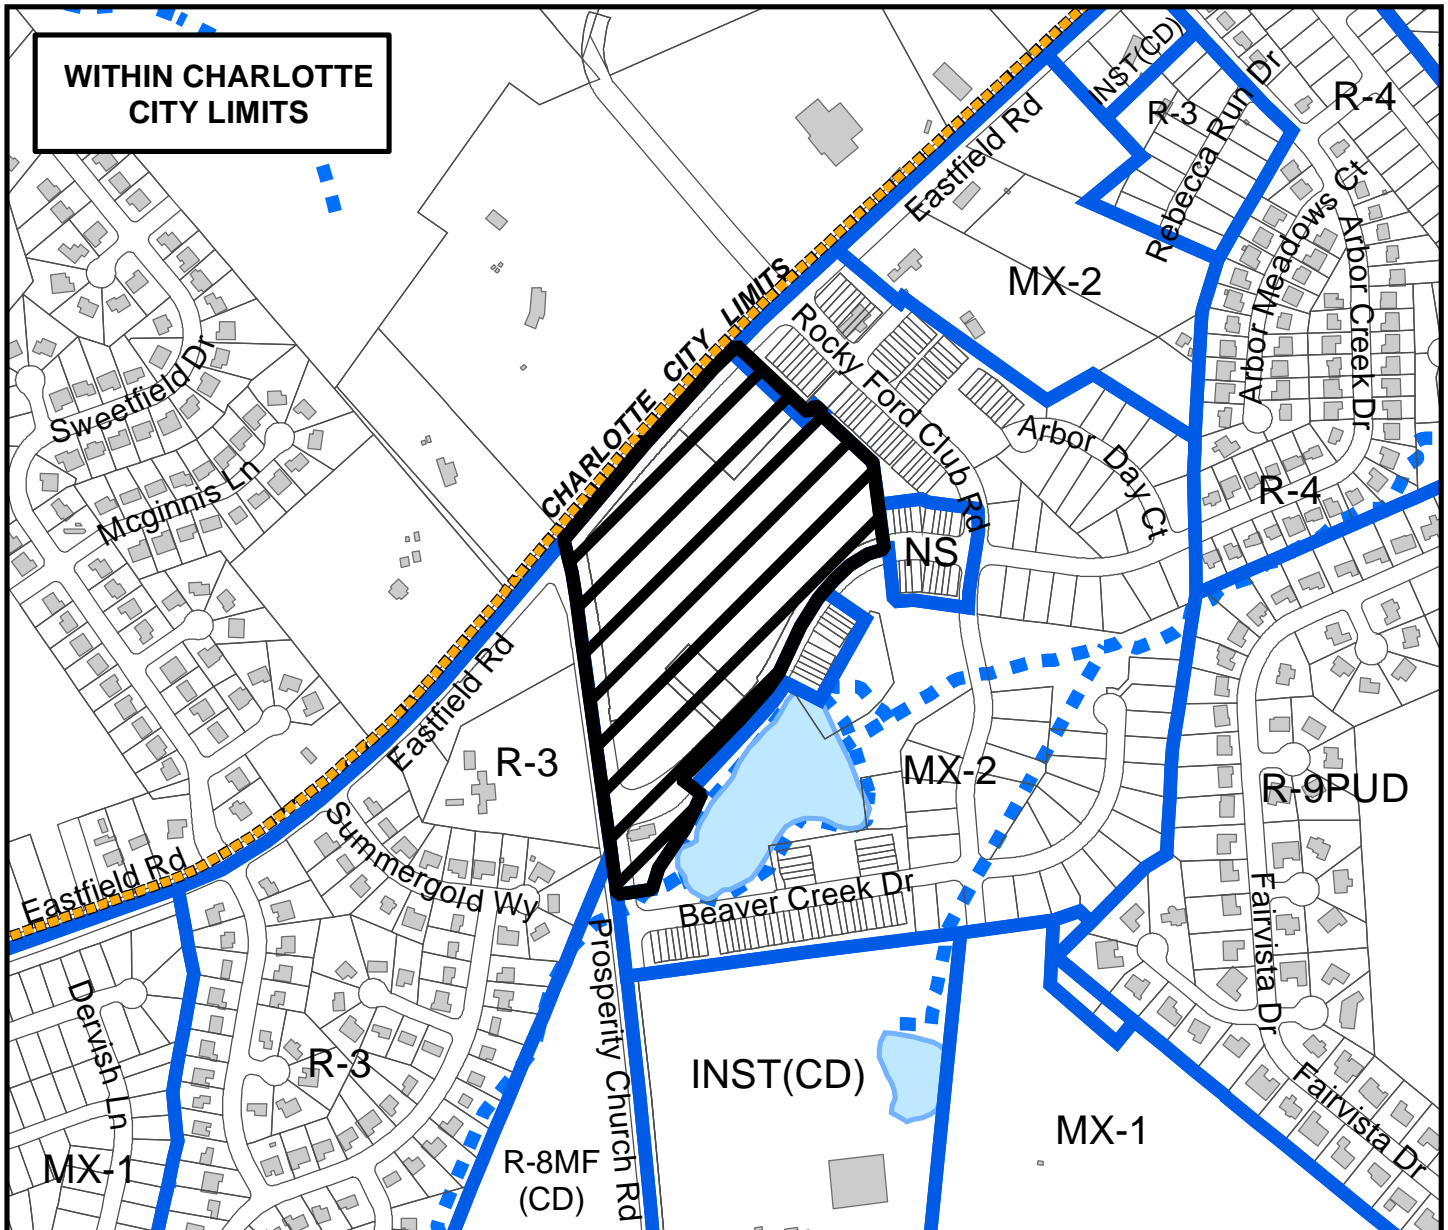 WITHIN CHARLOTTE
CITY LIMITS
INST(CD)
R-3
R-4
Rebecca Run Dr
Eastfield Rd
Arbor Meadows Ct
Arbor Creek Dr
MX-2
CHARLOTTE CITY LIMITS
Rocky Ford Club Rd
Sweetfield Dr
Mcginnis Ln
Arbor Day Ct
R-4
NS
Eastfield Rd
R-3
MX-2
R-9PUD
Summergold Wy
Eastfield Rd
Beaver Creek Dr
Fairvista Dr
Prosperity Church Rd
Dervish Ln
R-3
INST(CD)
Fairvista Dr
MX-1
MX-1
R-8MF
(CD)